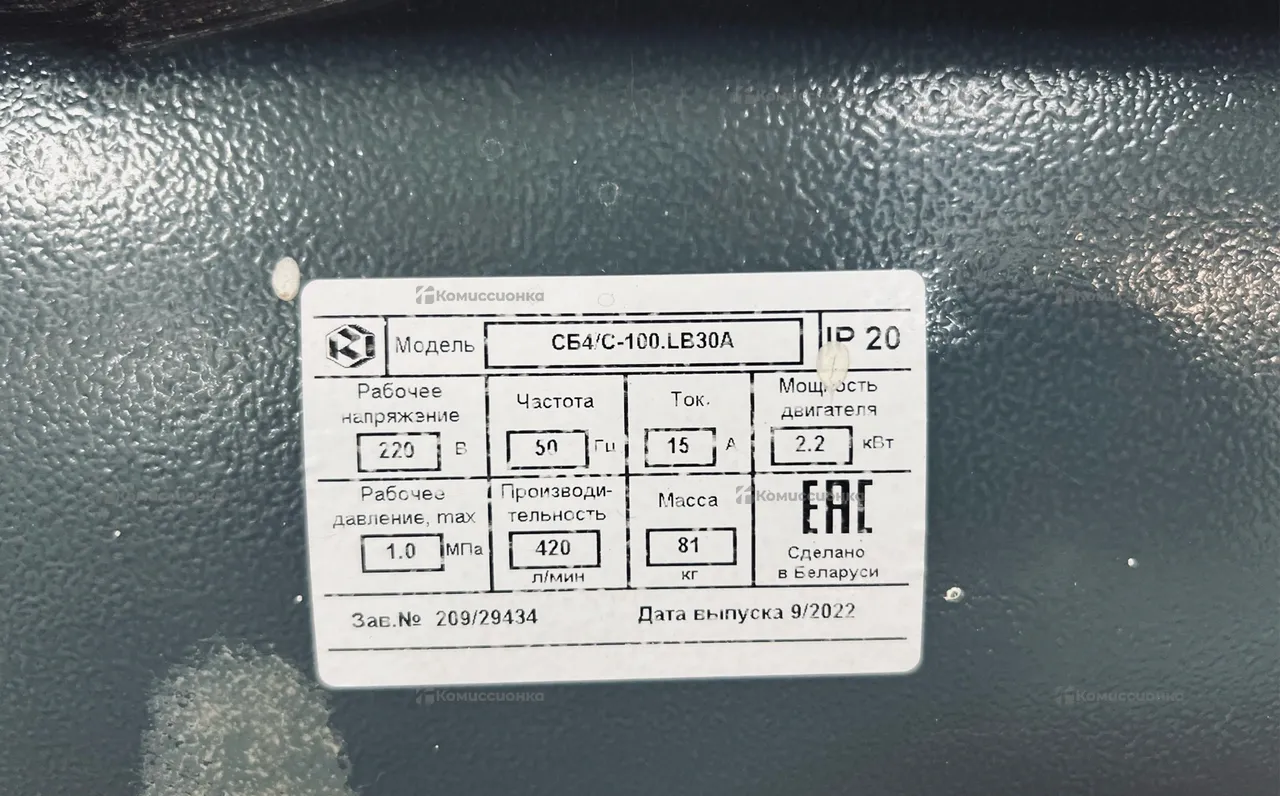 Комиссионка
Модель СБ4/С-100.LB30A IP 20
Рабочее напряжение 220 В
Частота 50 Гц
Ток. 15 А
Мощность двигателя 2.2 кВт
Рабочее давление, max 1.0 МПа
Производи-
тельность
420
л/мин
Масса
81
кг
Комиссионка
ЕАС
Сделано
в Беларуси
Зав.№ 209/29434 Дата выпуска 9/2022
Комиссионка
Комиссионка